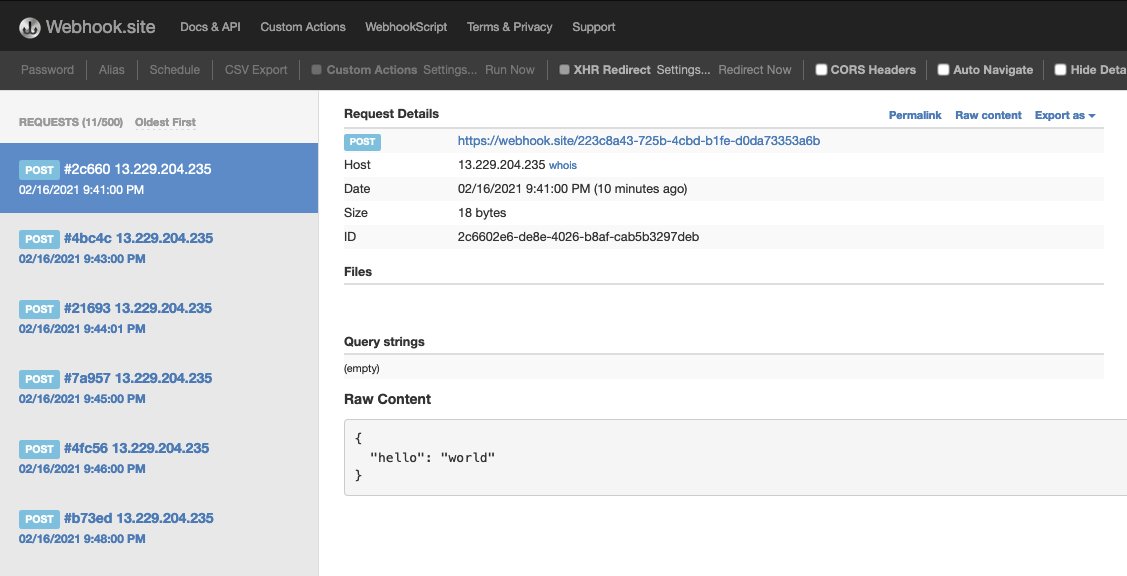 Webhook.site Docs & API Custom Actions WebhookScript Terms & Privacy Support
Password Alias Schedule CSV Export Custom Actions Settings... Run Now XHR Redirect Settings... Redirect Now CORS Headers Auto Navigate Hide Deta
REQUESTS (11/500) Oldest First
POST #2c660 13.229.204.235
02/16/2021 9:41:00 PM
POST #4bc4c 13.229.204.235
02/16/2021 9:43:00 PM
POST #21693 13.229.204.235
02/16/2021 9:44:01 PM
POST #7a957 13.229.204.235
02/16/2021 9:45:00 PM
POST #4fc56 13.229.204.235
02/16/2021 9:46:00 PM
POST #b73ed 13.229.204.235
02/16/2021 9:48:00 PM
Request Details Permalink Raw content Export as
POST https://webhook.site/223c8a43-725b-4cbd-b1fe-d0da73353a6b
Host 13.229.204.235 whois
Date 02/16/2021 9:41:00 PM (10 minutes ago)
Size 18 bytes
ID 2c6602e6-de8e-4026-b8af-cab5b3297deb
Files
Query strings
(empty)
Raw Content
{
"hello": "world"
}